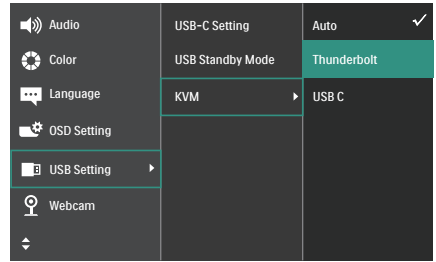 Audio
Color
Language
OSD Setting
USB Setting
Webcam
USB-C Setting
USB Standby Mode
KVM
Auto
Thunderbolt
USB C